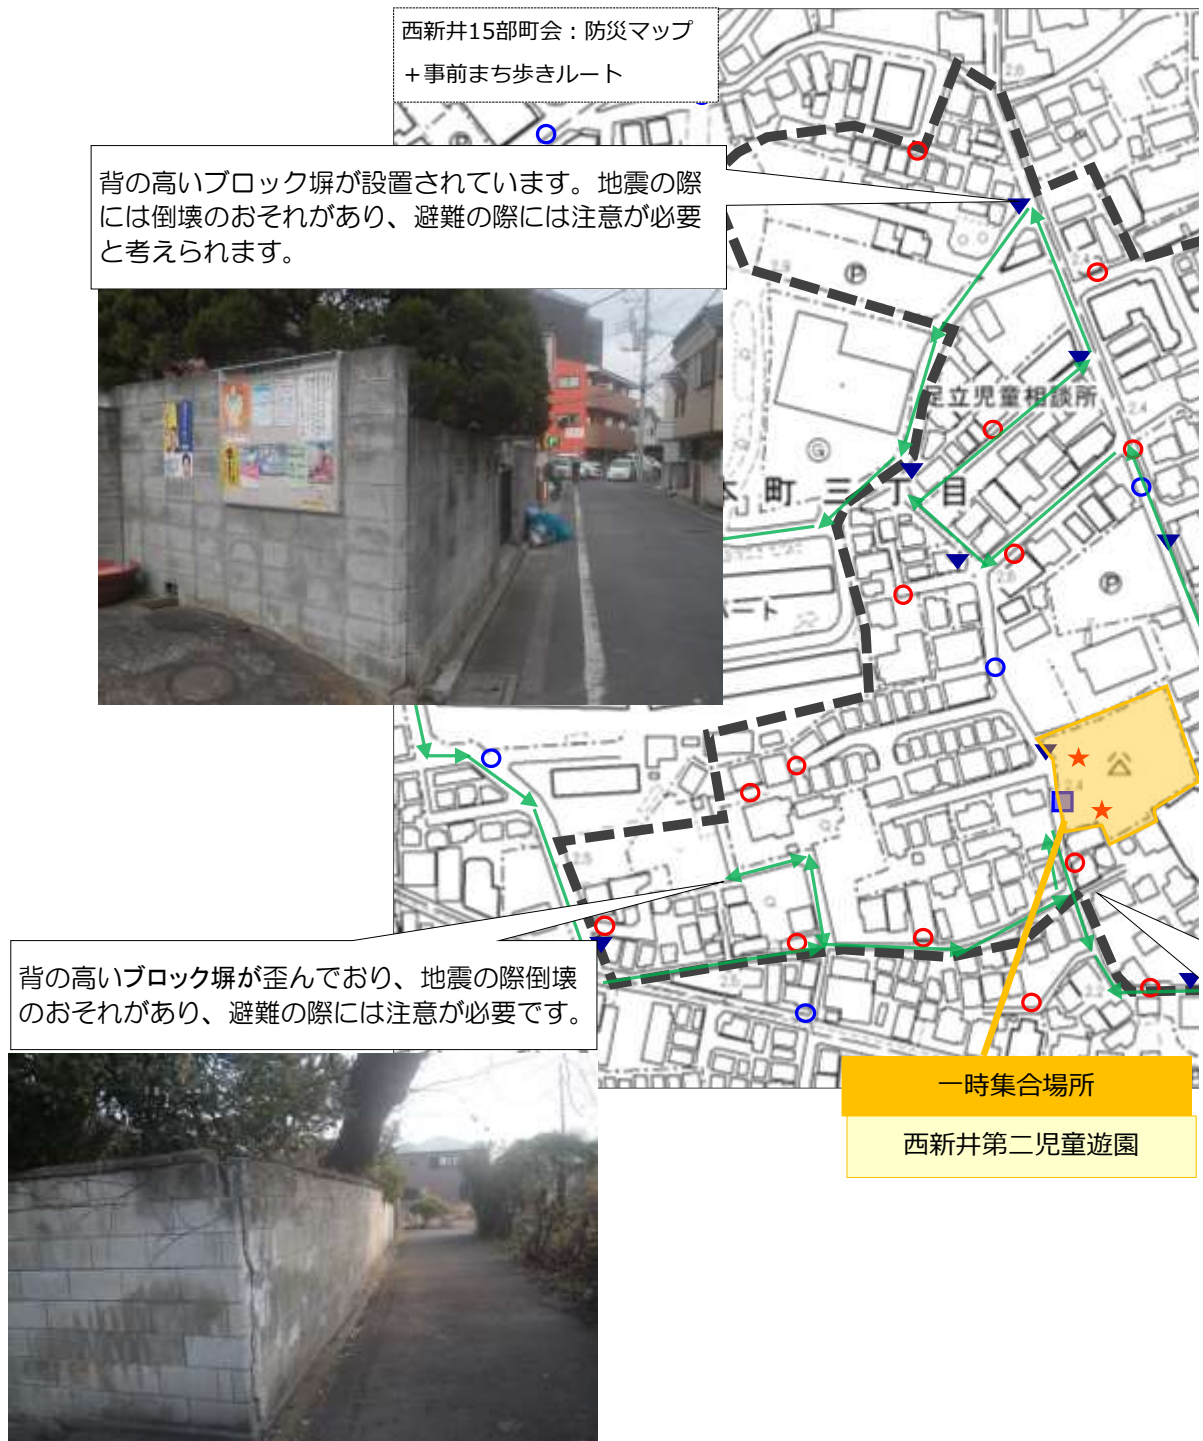 西新井15部町会：防災マップ
＋事前まち歩きルート
背の高いブロック塀が設置されています。地震の際
には倒壊のおそれがあり、避難の際には注意が必要
と考えられます。
足立児童相談所
本町三丁目
ート
背の高いブロック塀が歪んでおり、地震の際倒壊
のおそれがあり、避難の際には注意が必要です。
一時集合場所
西新井第二児童遊園